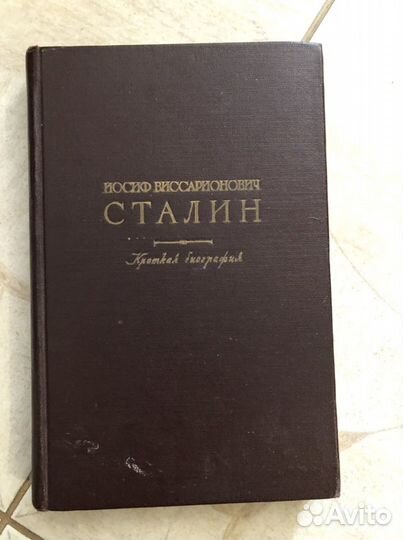 ИОСИФ ВИССАРИОНОВИЧ
СТАЛИН
Краткая биография
Avito